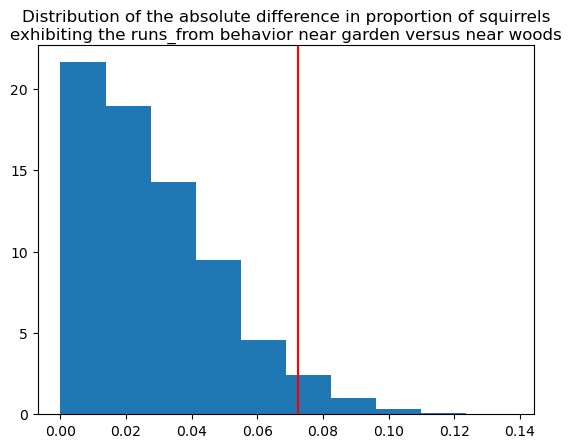 Distribution of the absolute difference in proportion of squirrels
exhibiting the runs_from behavior near garden versus near woods
20
15
10
5
0
0.00 0.02 0.04 0.06 0.08 0.10 0.12 0.14